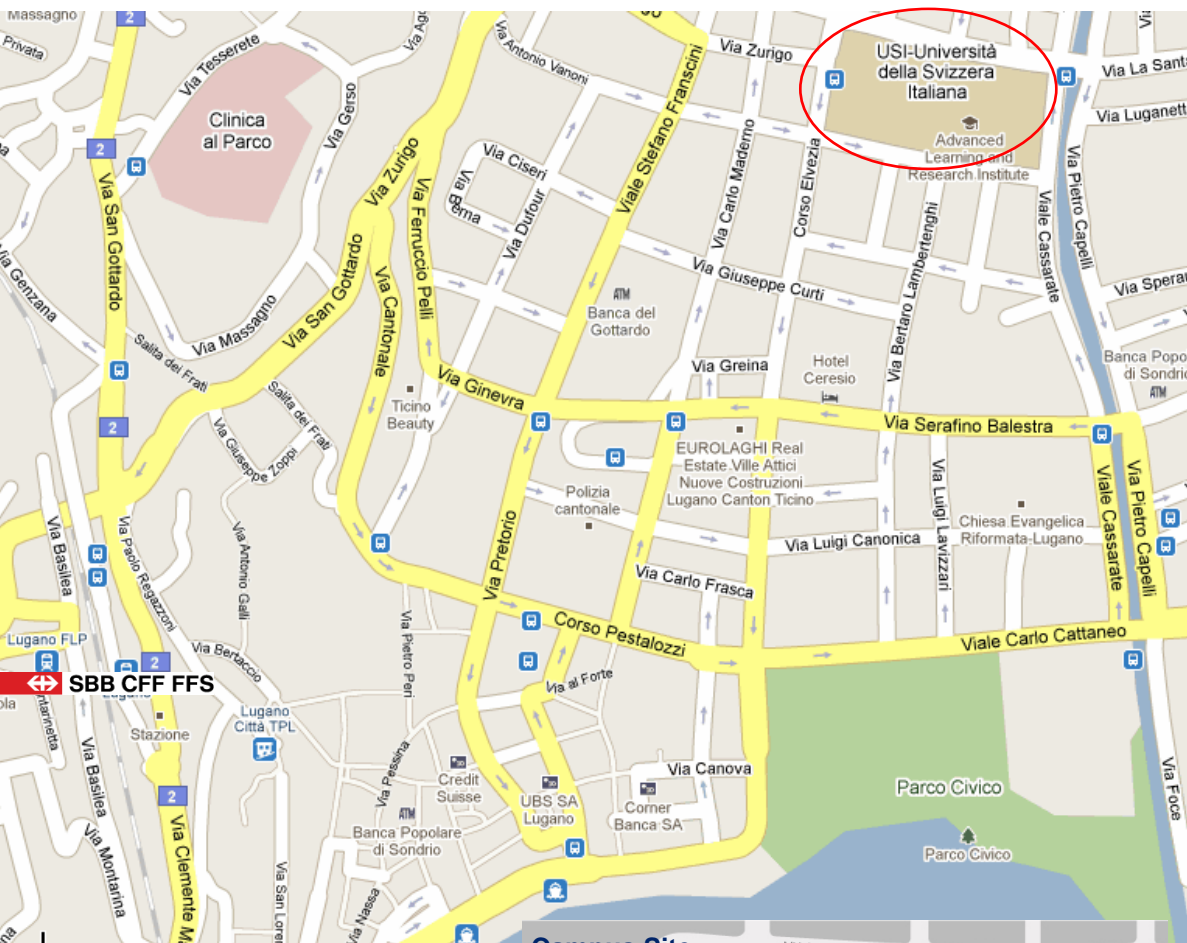 Massagno
Privata
2
Via Tesserete
Via Antonio Vanoni
Via Zurigo
USI-Università
della Svizzera
Italiana
Via Luganett
Clinica
al Parco
Via Gerso
Viale Stefano Franscini
Advanced
Learning and
Research Institute
2
Via San Gottardo
Via Zurigo
Via Ciseri
Via Berna
Via Dufour
Via Carlo Maderno
Corso Elvezia
Via Pietro Capelli
Viale Cassarate
Via Ferruccio Pelli
Via Genzana
Via San Gottardo
Via Cantonale
Via Giuseppe Curti
Via Bertaro Lambertenghi
ATM
Banca del
Gottardo
Via Massagno
Salita dei Frati
Via Greina
Hotel
Ceresio
Banca Popo
di Sondrio
ATM
Via Ginevra
Ticino
Beauty
Salita dei Frati
Via Giuseppe Zoppi
2
Via Serafino Balestra
EUROLAGHI Real
Estate Ville Attici
Nuove Costruzioni
Lugano Canton Ticino
Polizia
cantonale
Via Luigi Lavizzari
Viale Cassarate
Via Pietro Capelli
Chiesa Evangelica
Riformata-Lugano
Via Luigi Canonica
Via Basilea
Via Paolo Regazzoni
Via Antonio Galli
Via Pretorio
Via Carlo Frasca
Corso Pestalozzi
Viale Carlo Cattaneo
Via Pietro Peri
Lugano FLP
2
Via Bertaccio
SBB CFF FFS
Via al Forte
Lugano
Città TPL
Stazione
Via Basilea
Via Pessina
Credit
Suisse
Via Canova
UBS SA
Lugano
Corner
Banca SA
Parco Civico
Via Foce
2
ATM
Banca Popolare
di Sondrio
Parco Civico
Via Montarina
Via Clemente
Via Nassa